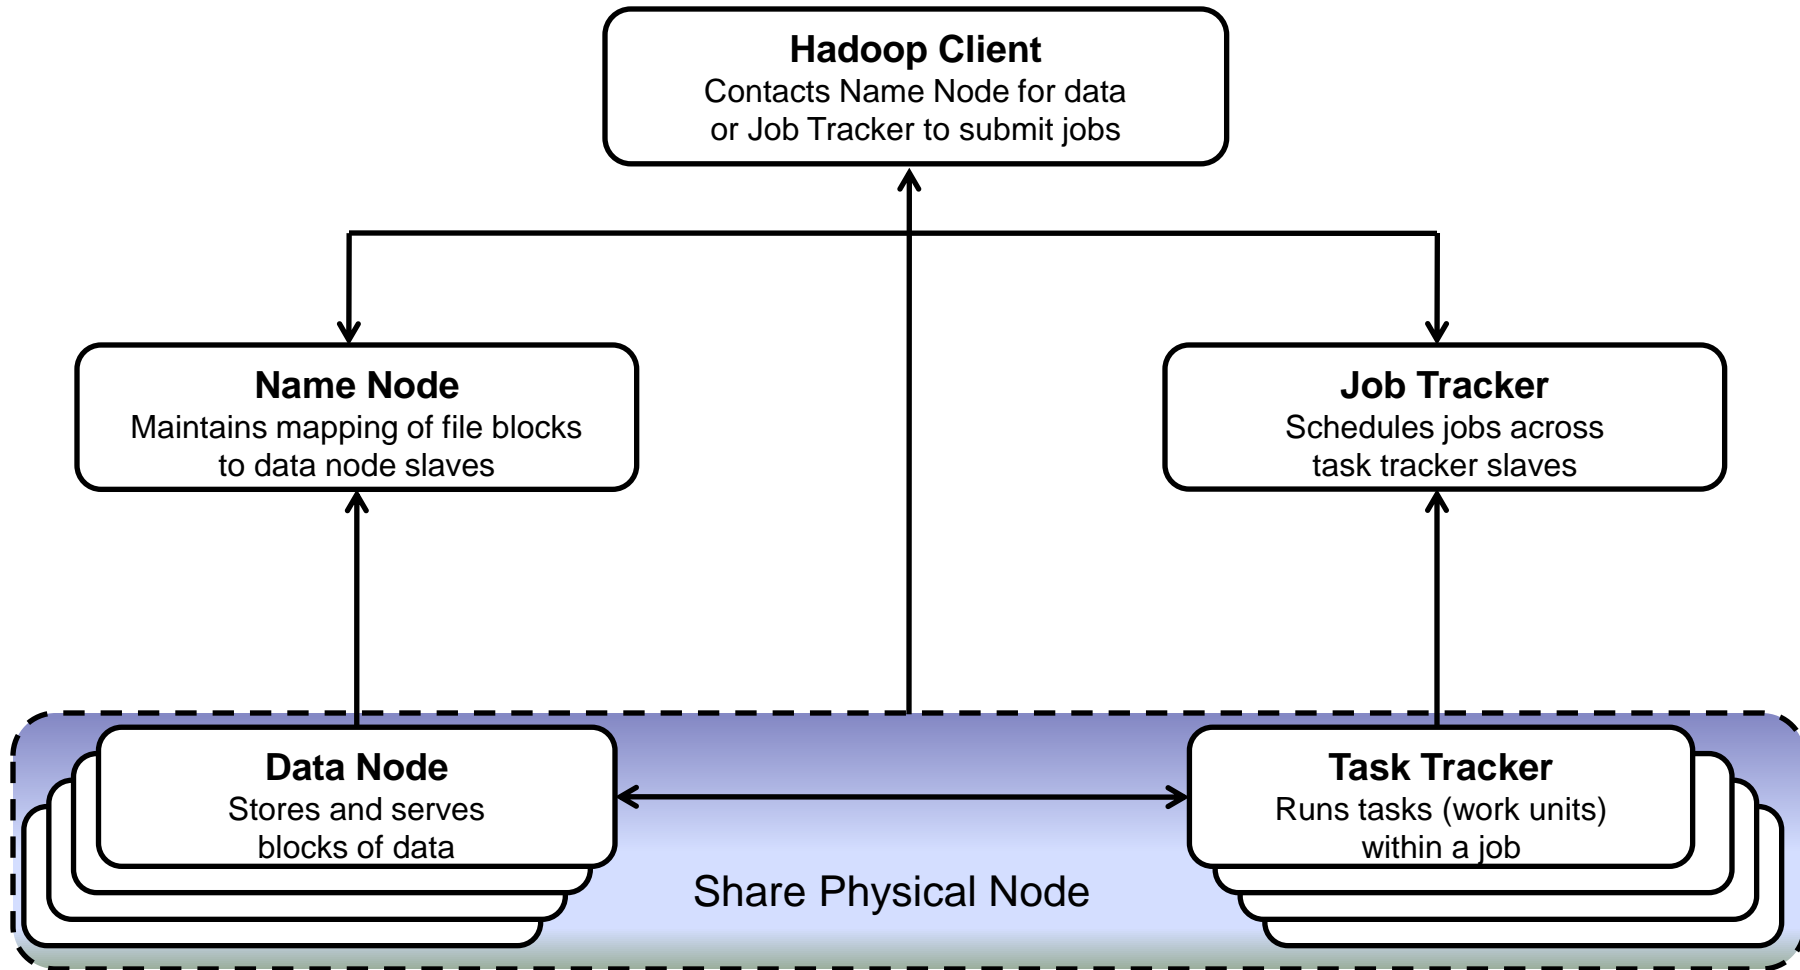 Hadoop Client
Contacts Name Node for data
or Job Tracker to submit jobs
Name Node
Maintains mapping of file blocks
to data node slaves
Job Tracker
Schedules jobs across
task tracker slaves
Data Node
Stores and serves
blocks of data
Task Tracker
Runs tasks (work units)
within a job
Share Physical Node